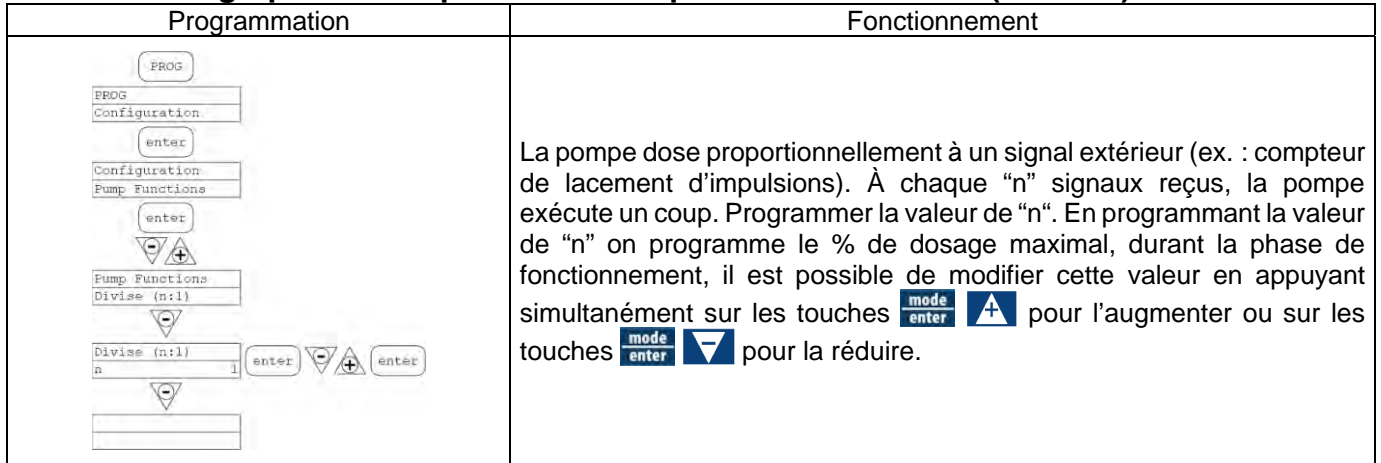 Programmation
Fonctionnement
PROG
PROG
Configuration
enter
Configuration
Pump Functions
enter
- +
Pump Functions
Divise (n:1)
-
Divise (n:1)
n 1
enter - + enter
-
La pompe dose proportionnellement à un signal extérieur (ex. : compteur
de lacement d’impulsions). À chaque “n” signaux reçus, la pompe
exécute un coup. Programmer la valeur de “n“. En programmant la valeur
de “n” on programme le % de dosage maximal, durant la phase de
fonctionnement, il est possible de modifier cette valeur en appuyant
simultanément sur les touches mode enter + pour l’augmenter ou sur les
touches mode enter - pour la réduire.